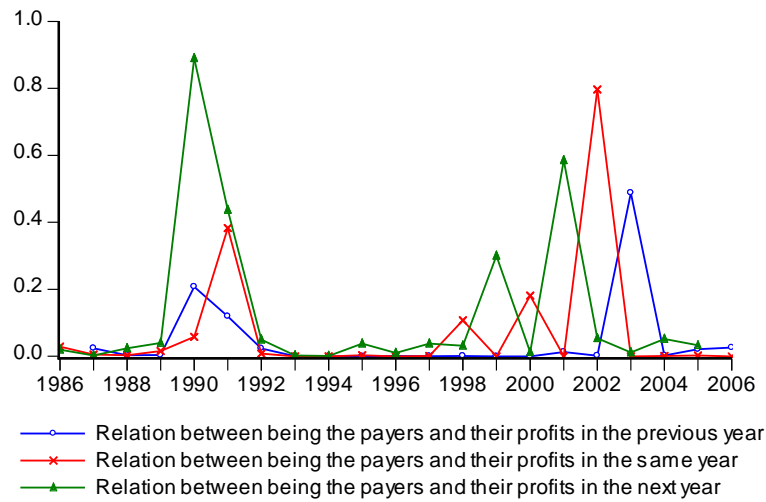 1.0
0.8
0.6
0.4
0.2
0.0
1986 1988 1990 1992 1994 1996 1998 2000 2002 2004 2006
Relation between being the payers and their profits in the previous year
Relation between being the payers and their profits in the same year
Relation between being the payers and their profits in the next year